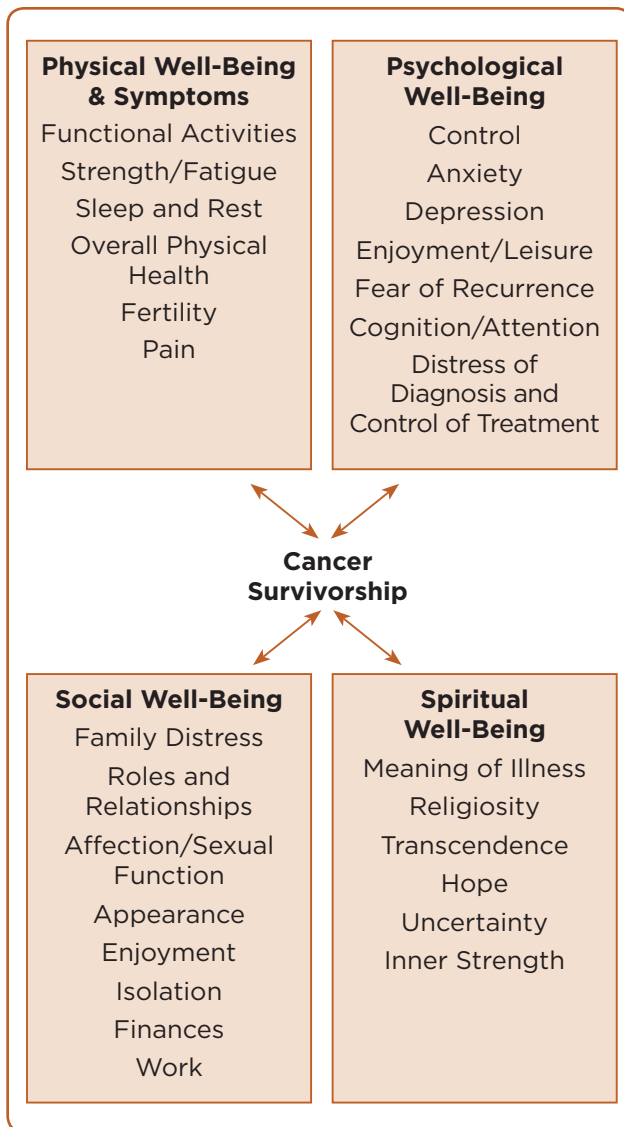 Physical Well-Being
& Symptoms
Functional Activities
Strength/Fatigue
Sleep and Rest
Overall Physical
Health
Fertility
Pain
Psychological
Well-Being
Control
Anxiety
Depression
Enjoyment/Leisure
Fear of Recurrence
Cognition/Attention
Distress of
Diagnosis and
Control of Treatment
Cancer
Survivorship
Social Well-Being
Family Distress
Roles and
Relationships
Affection/Sexual
Function
Appearance
Enjoyment
Isolation
Finances
Work
Spiritual
Well-Being
Meaning of Illness
Religiosity
Transcendence
Hope
Uncertainty
Inner Strength